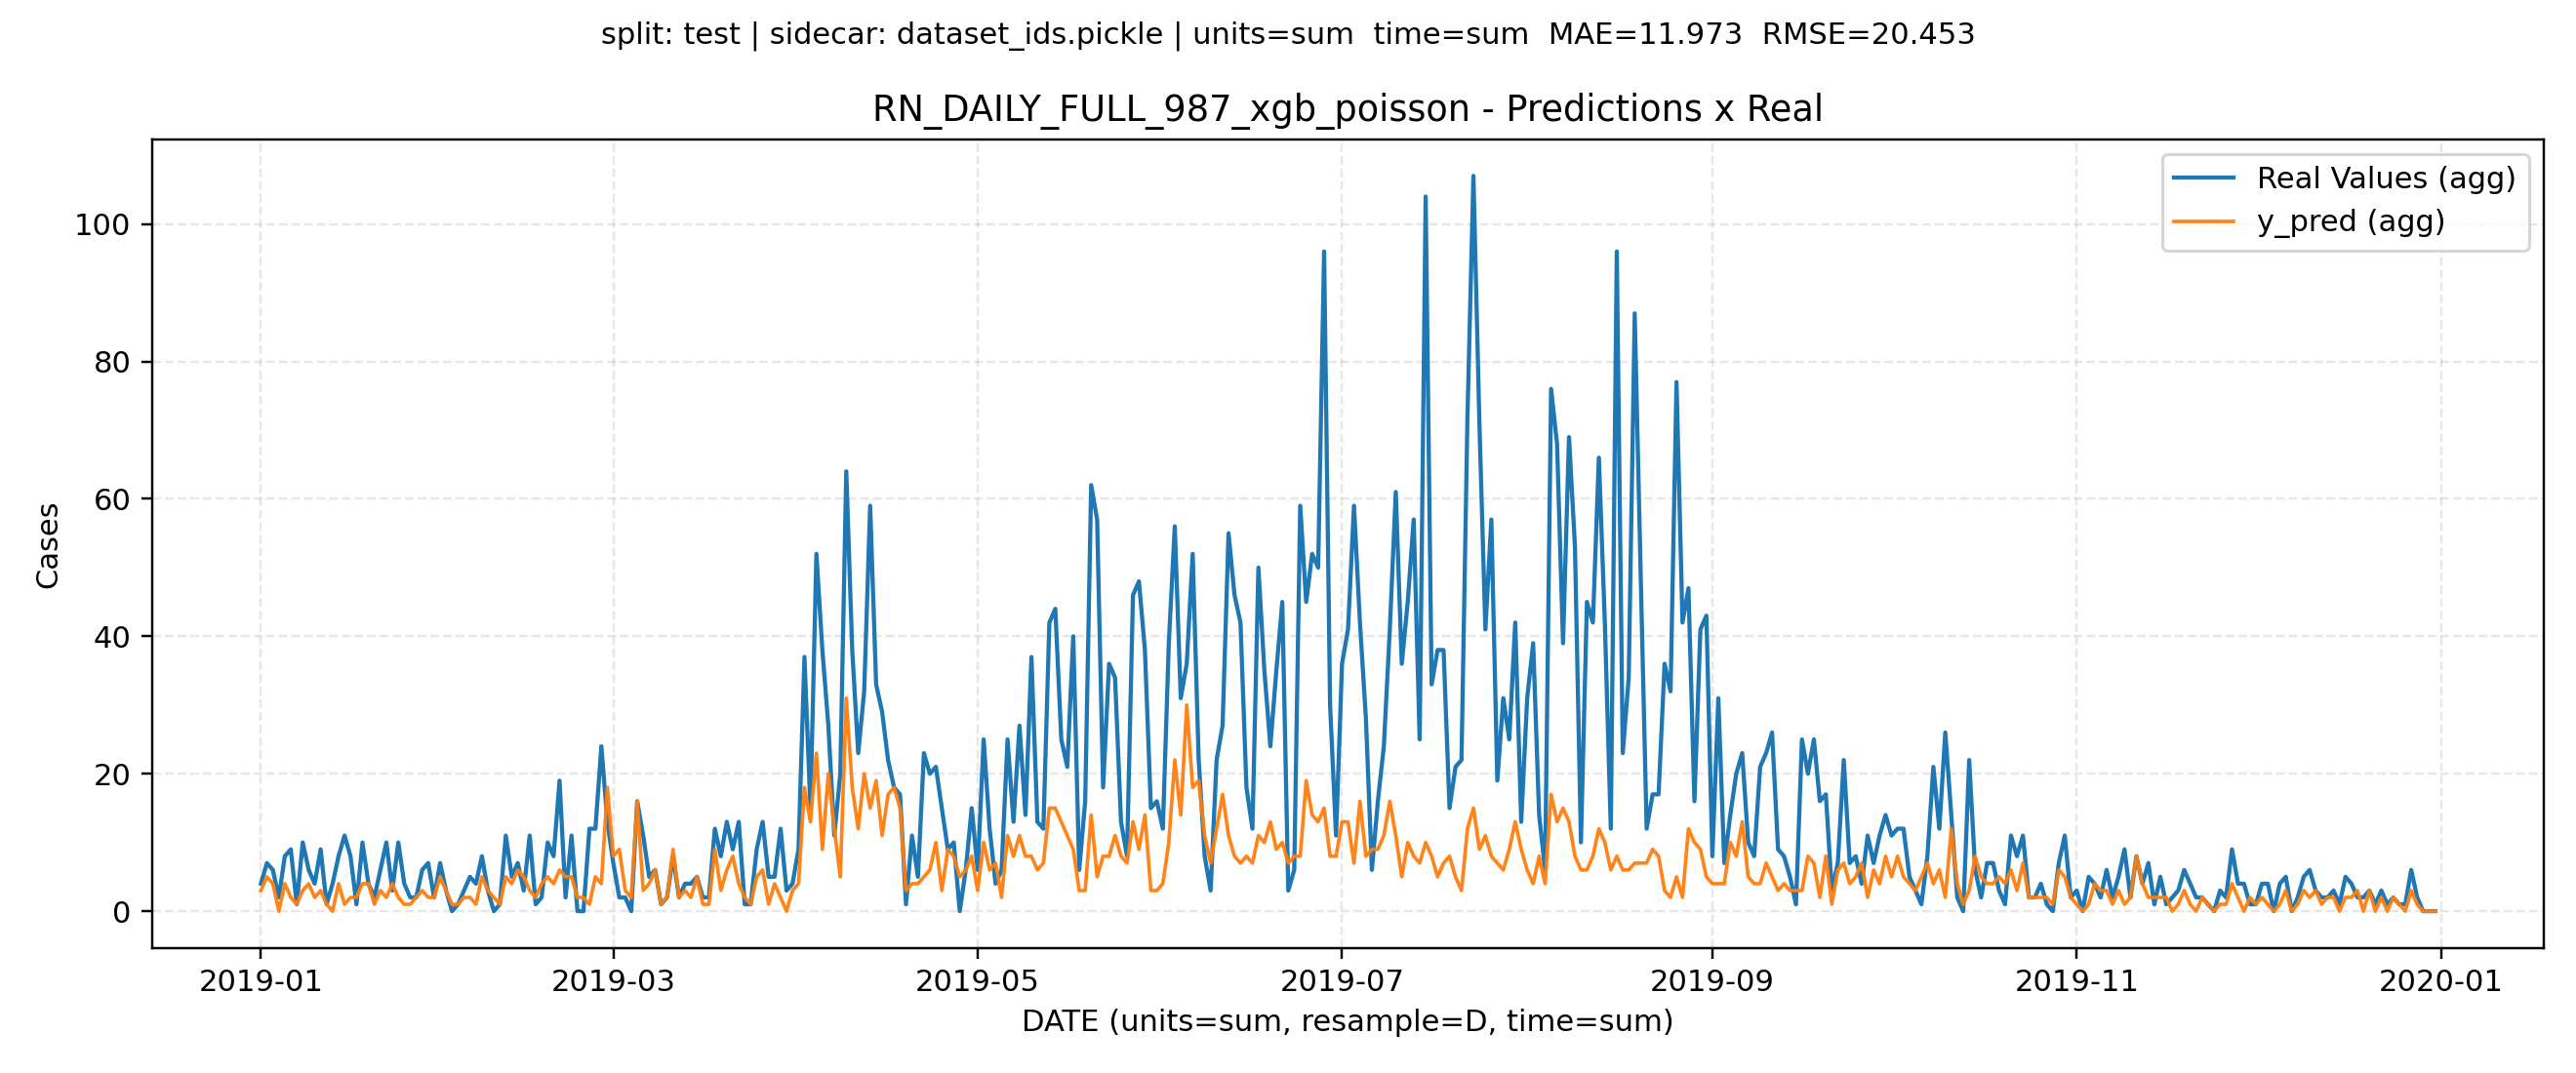 split: test | sidecar: dataset_ids.pickle | units=sum  time=sum  MAE=11.973  RMSE=20.453
RN_DAILY_FULL_987_xgb_poisson - Predictions x Real
Real Values (agg)
y_pred (agg)
Cases
100
80
60
40
20
0
2019-01
2019-03
2019-05
2019-07
2019-09
2019-11
2020-01
DATE (units=sum, resample=D, time=sum)